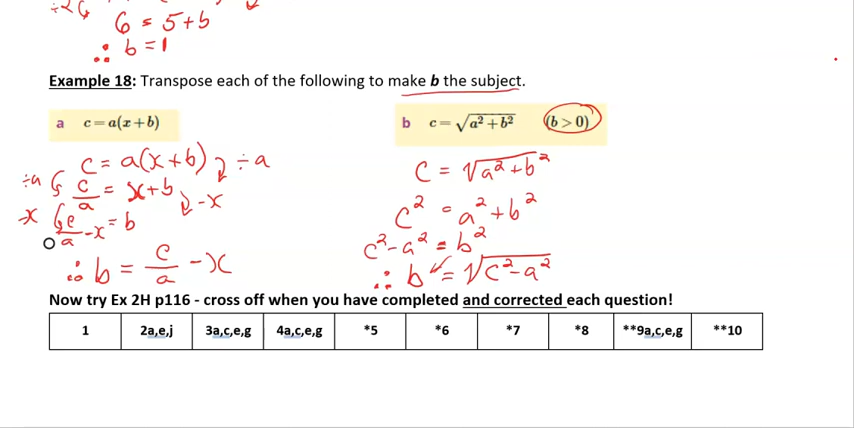 ÷26
6 = 5 + b
∴ b = 1
Example 18: Transpose each of the following to make b the subject.
a c = a(x + b)
c = a(x + b) ÷a
÷a c/a = x + b -x
-x c/a - x = b
∴ b = c/a - x
b c = √(a² + b²) (b > 0)
c = √(a² + b²)
c² = a² + b²
c² - a² = b²
∴ b = √(c² - a²)
Now try Ex 2H p116 - cross off when you have completed and corrected each question!
1 2a,e,j 3a,c,e,g 4a,c,e,g *5 *6 *7 *8 **9a,c,e,g **10